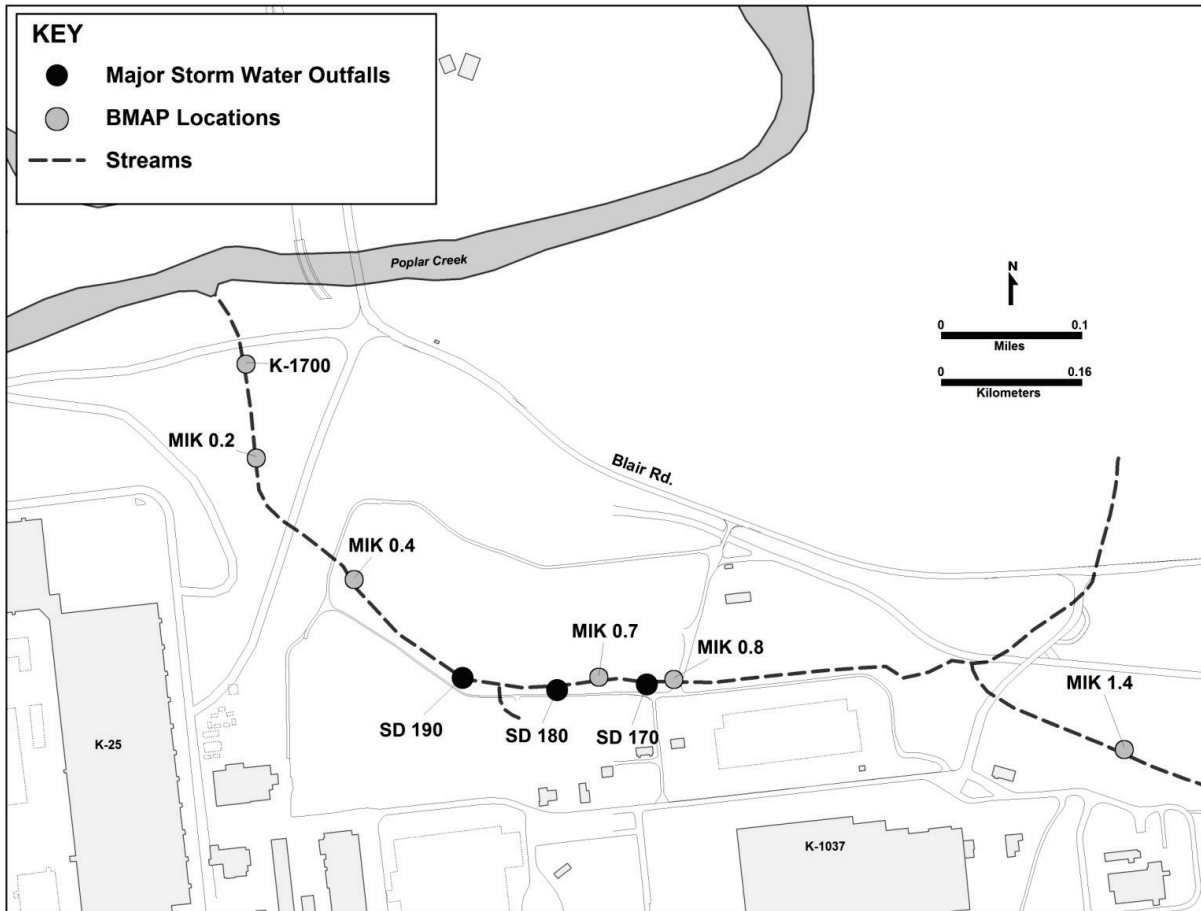 KEY
Major Storm Water Outfalls
BMAP Locations
Streams
Poplar Creek
N
0 0.1
Miles
0 0.16
Kilometers
K-1700
MIK 0.2
Blair Rd.
MIK 0.4
MIK 0.7
MIK 0.8
MIK 1.4
SD 190
SD 180
SD 170
K-25
K-1037